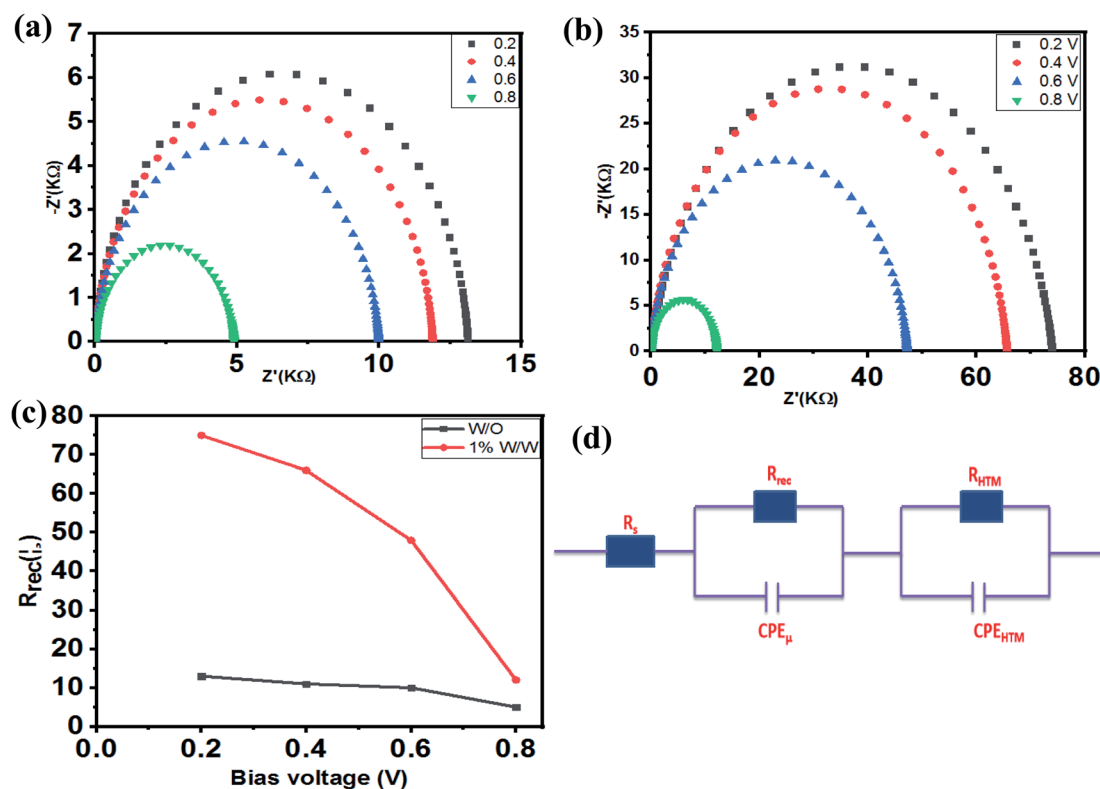 (a)
7
6
5
4
3
2
1
0
-Z'(KΩ)
0
5
10
15
Z'(KΩ)
0.2
0.4
0.6
0.8
(b)
35
30
25
20
15
10
5
0
-Z'(KΩ)
0
20
40
60
80
Z'(KΩ)
0.2 V
0.4 V
0.6 V
0.8 V
(c)
80
70
60
50
40
30
20
10
0
0.0
0.2
0.4
0.6
0.8
Bias voltage (V)
W/O
1% W/W
(d)
Rs
Rrec
CPEμ
RHTM
CPEHTM